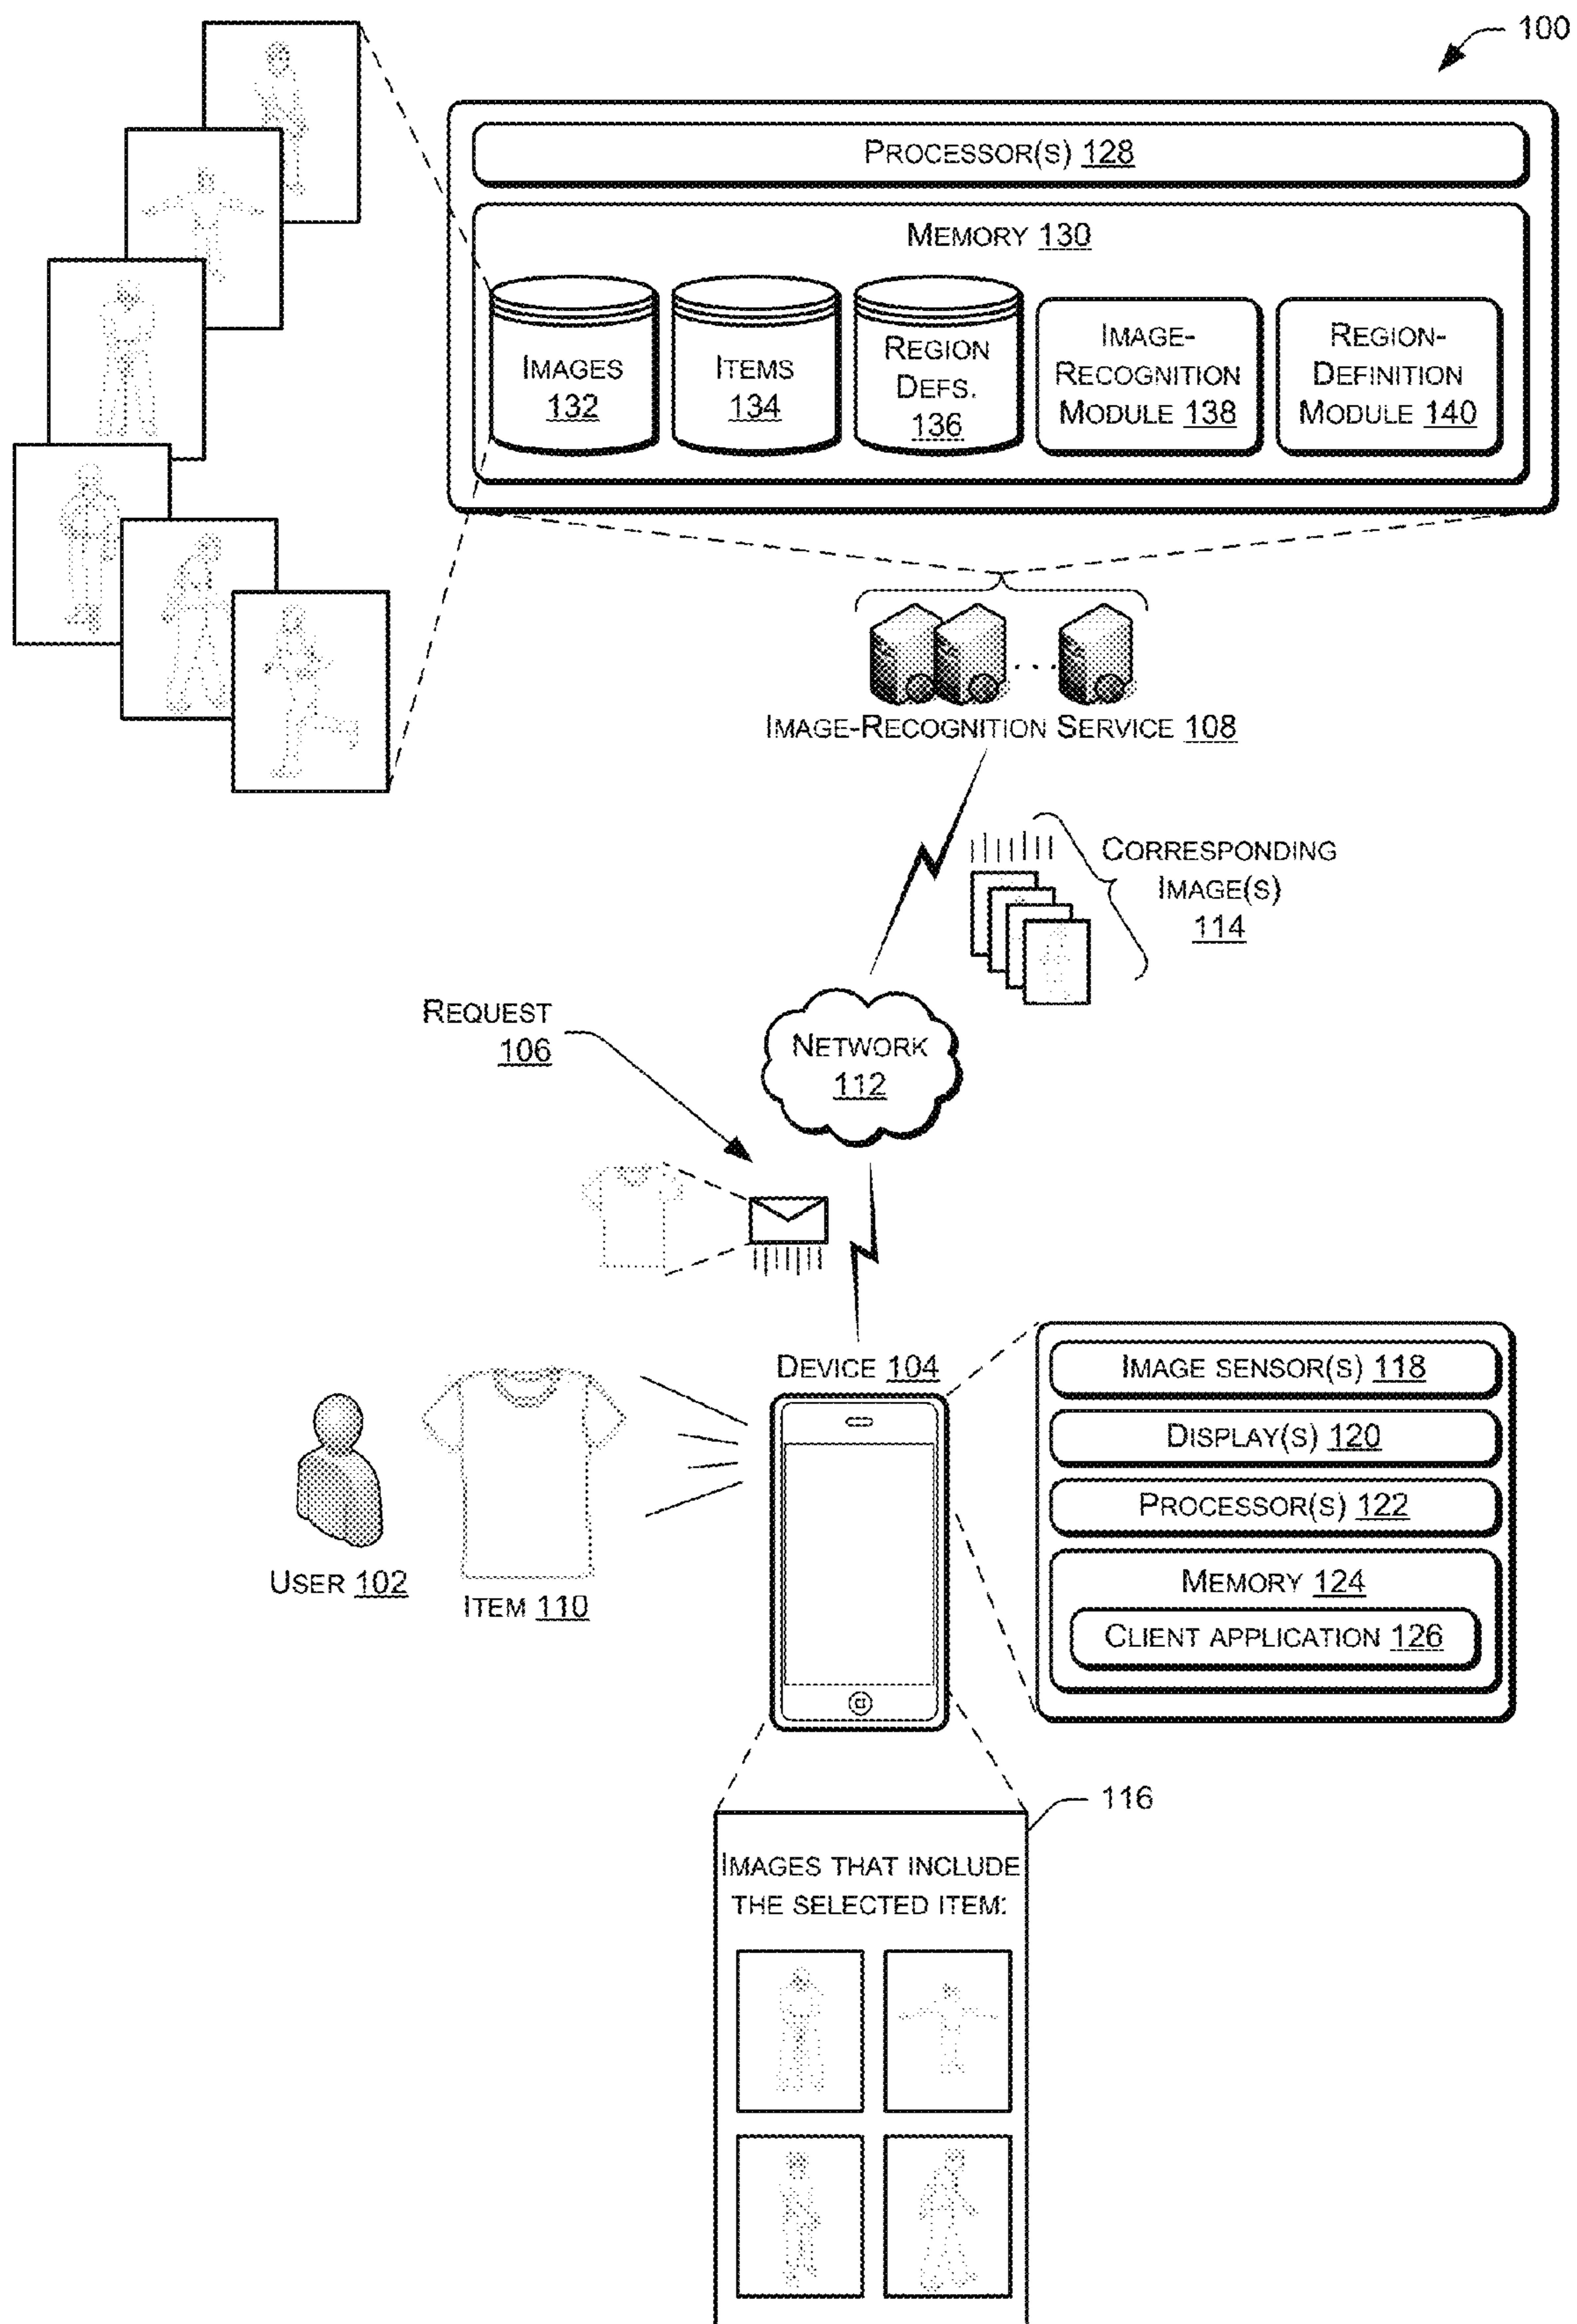 100
PROCESSOR(S) 128
MEMORY 130
IMAGES
132
ITEMS
134
REGION
DEFS.
136
IMAGE-
RECOGNITION
MODULE 138
REGION-
DEFINITION
MODULE 140
IMAGE-RECOGNITION SERVICE 108
CORRESPONDING
IMAGE(S)
114
REQUEST
106
NETWORK
112
DEVICE 104
IMAGE SENSOR(S) 118
DISPLAY(S) 120
PROCESSOR(S) 122
MEMORY 124
CLIENT APPLICATION 126
USER 102
ITEM 110
116
IMAGES THAT INCLUDE
THE SELECTED ITEM: